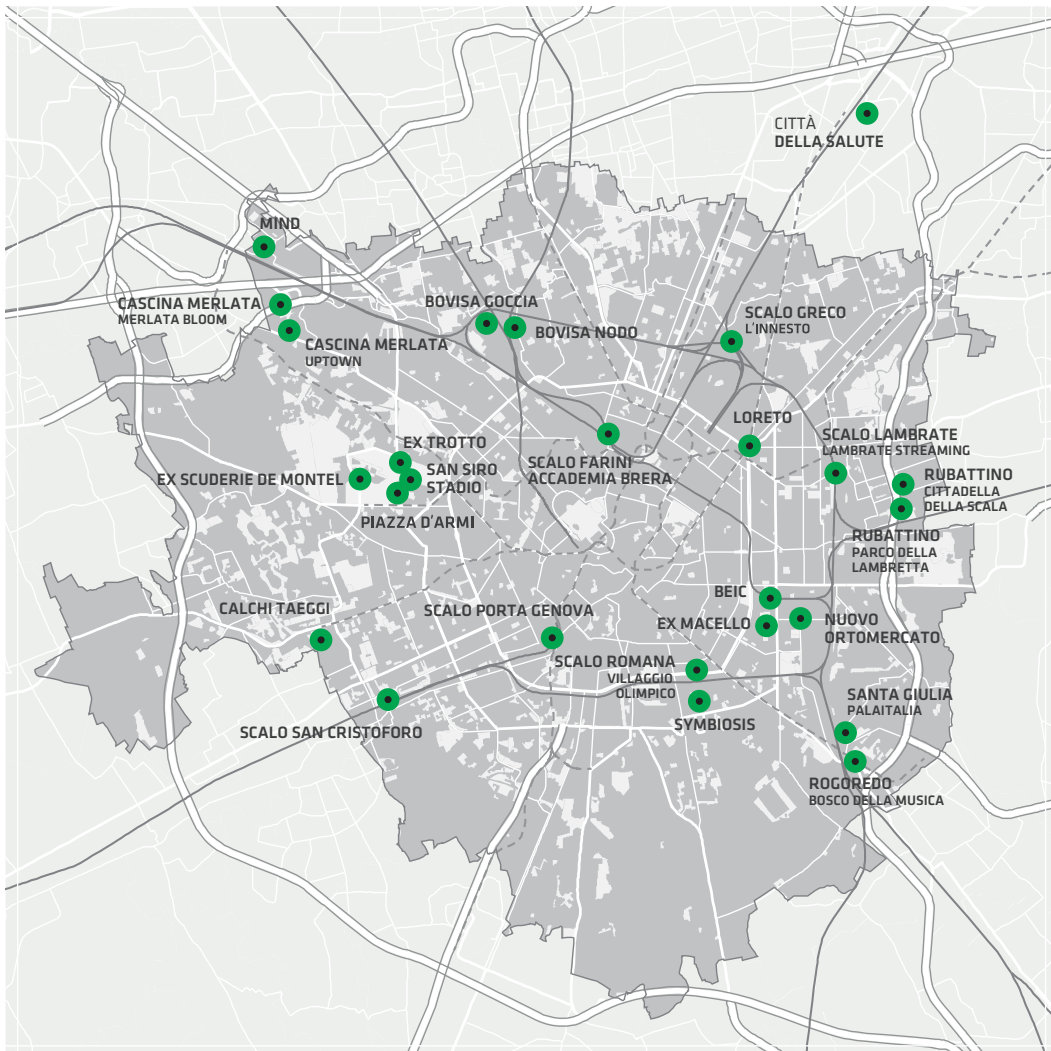 CITTÀ
DELLA SALUTE
MIND
CASCINA MERLATA
MERLATA BLOOM
BOVISA GOCCIA
BOVISA NODO
SCALO GRECO
L'INNESTO
CASCINA MERLATA
UPTOWN
LORETO
EX TROTTO
SCALO LAMBRATE
LAMBRATE STREAMING
EX SCUDERIE DE MONTEL
SAN SIRO
STADIO
SCALO FARINI
ACCADEMIA BRERA
RUBATTINO
CITTADELLA
DELLA SCALA
PIAZZA D'ARMI
RUBATTINO
PARCO DELLA
LAMBRETTA
BEIC
CALCHI TAEGGI
SCALO PORTA GENOVA
EX MACELLO
NUOVO
ORTOMERCATO
SCALO ROMANA
VILLAGGIO
OLIMPICO
SANTA GIULIA
PALAITALIA
SYMBIOSIS
SCALO SAN CRISTOFORO
ROGOREDO
BOSCO DELLA MUSICA